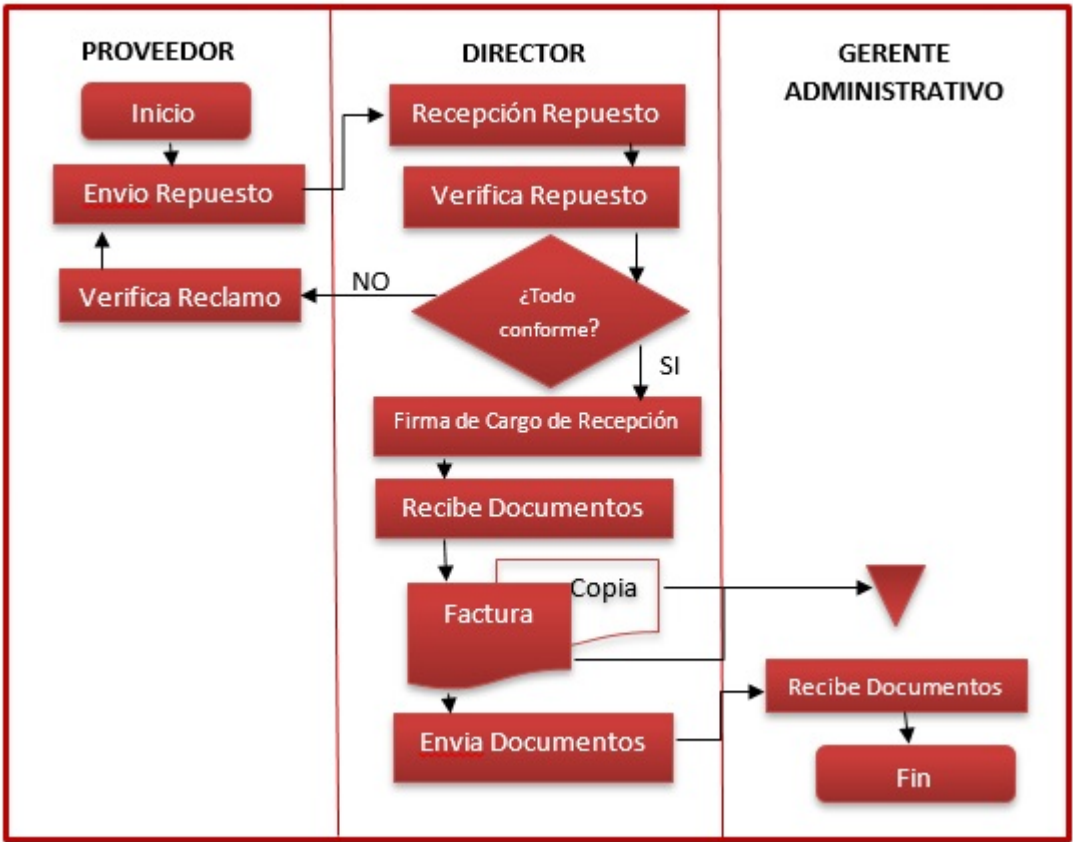 PROVEEDOR
Inicio
Envio Repuesto
Verifica Reclamo
DIRECTOR
Recepción Repuesto
Verifica Repuesto
¿Todo
conforme?
NO
SI
Firma de Cargo de Recepción
Recibe Documentos
Copia
Factura
Envia Documentos
GERENTE
ADMINISTRATIVO
Recibe Documentos
Fin